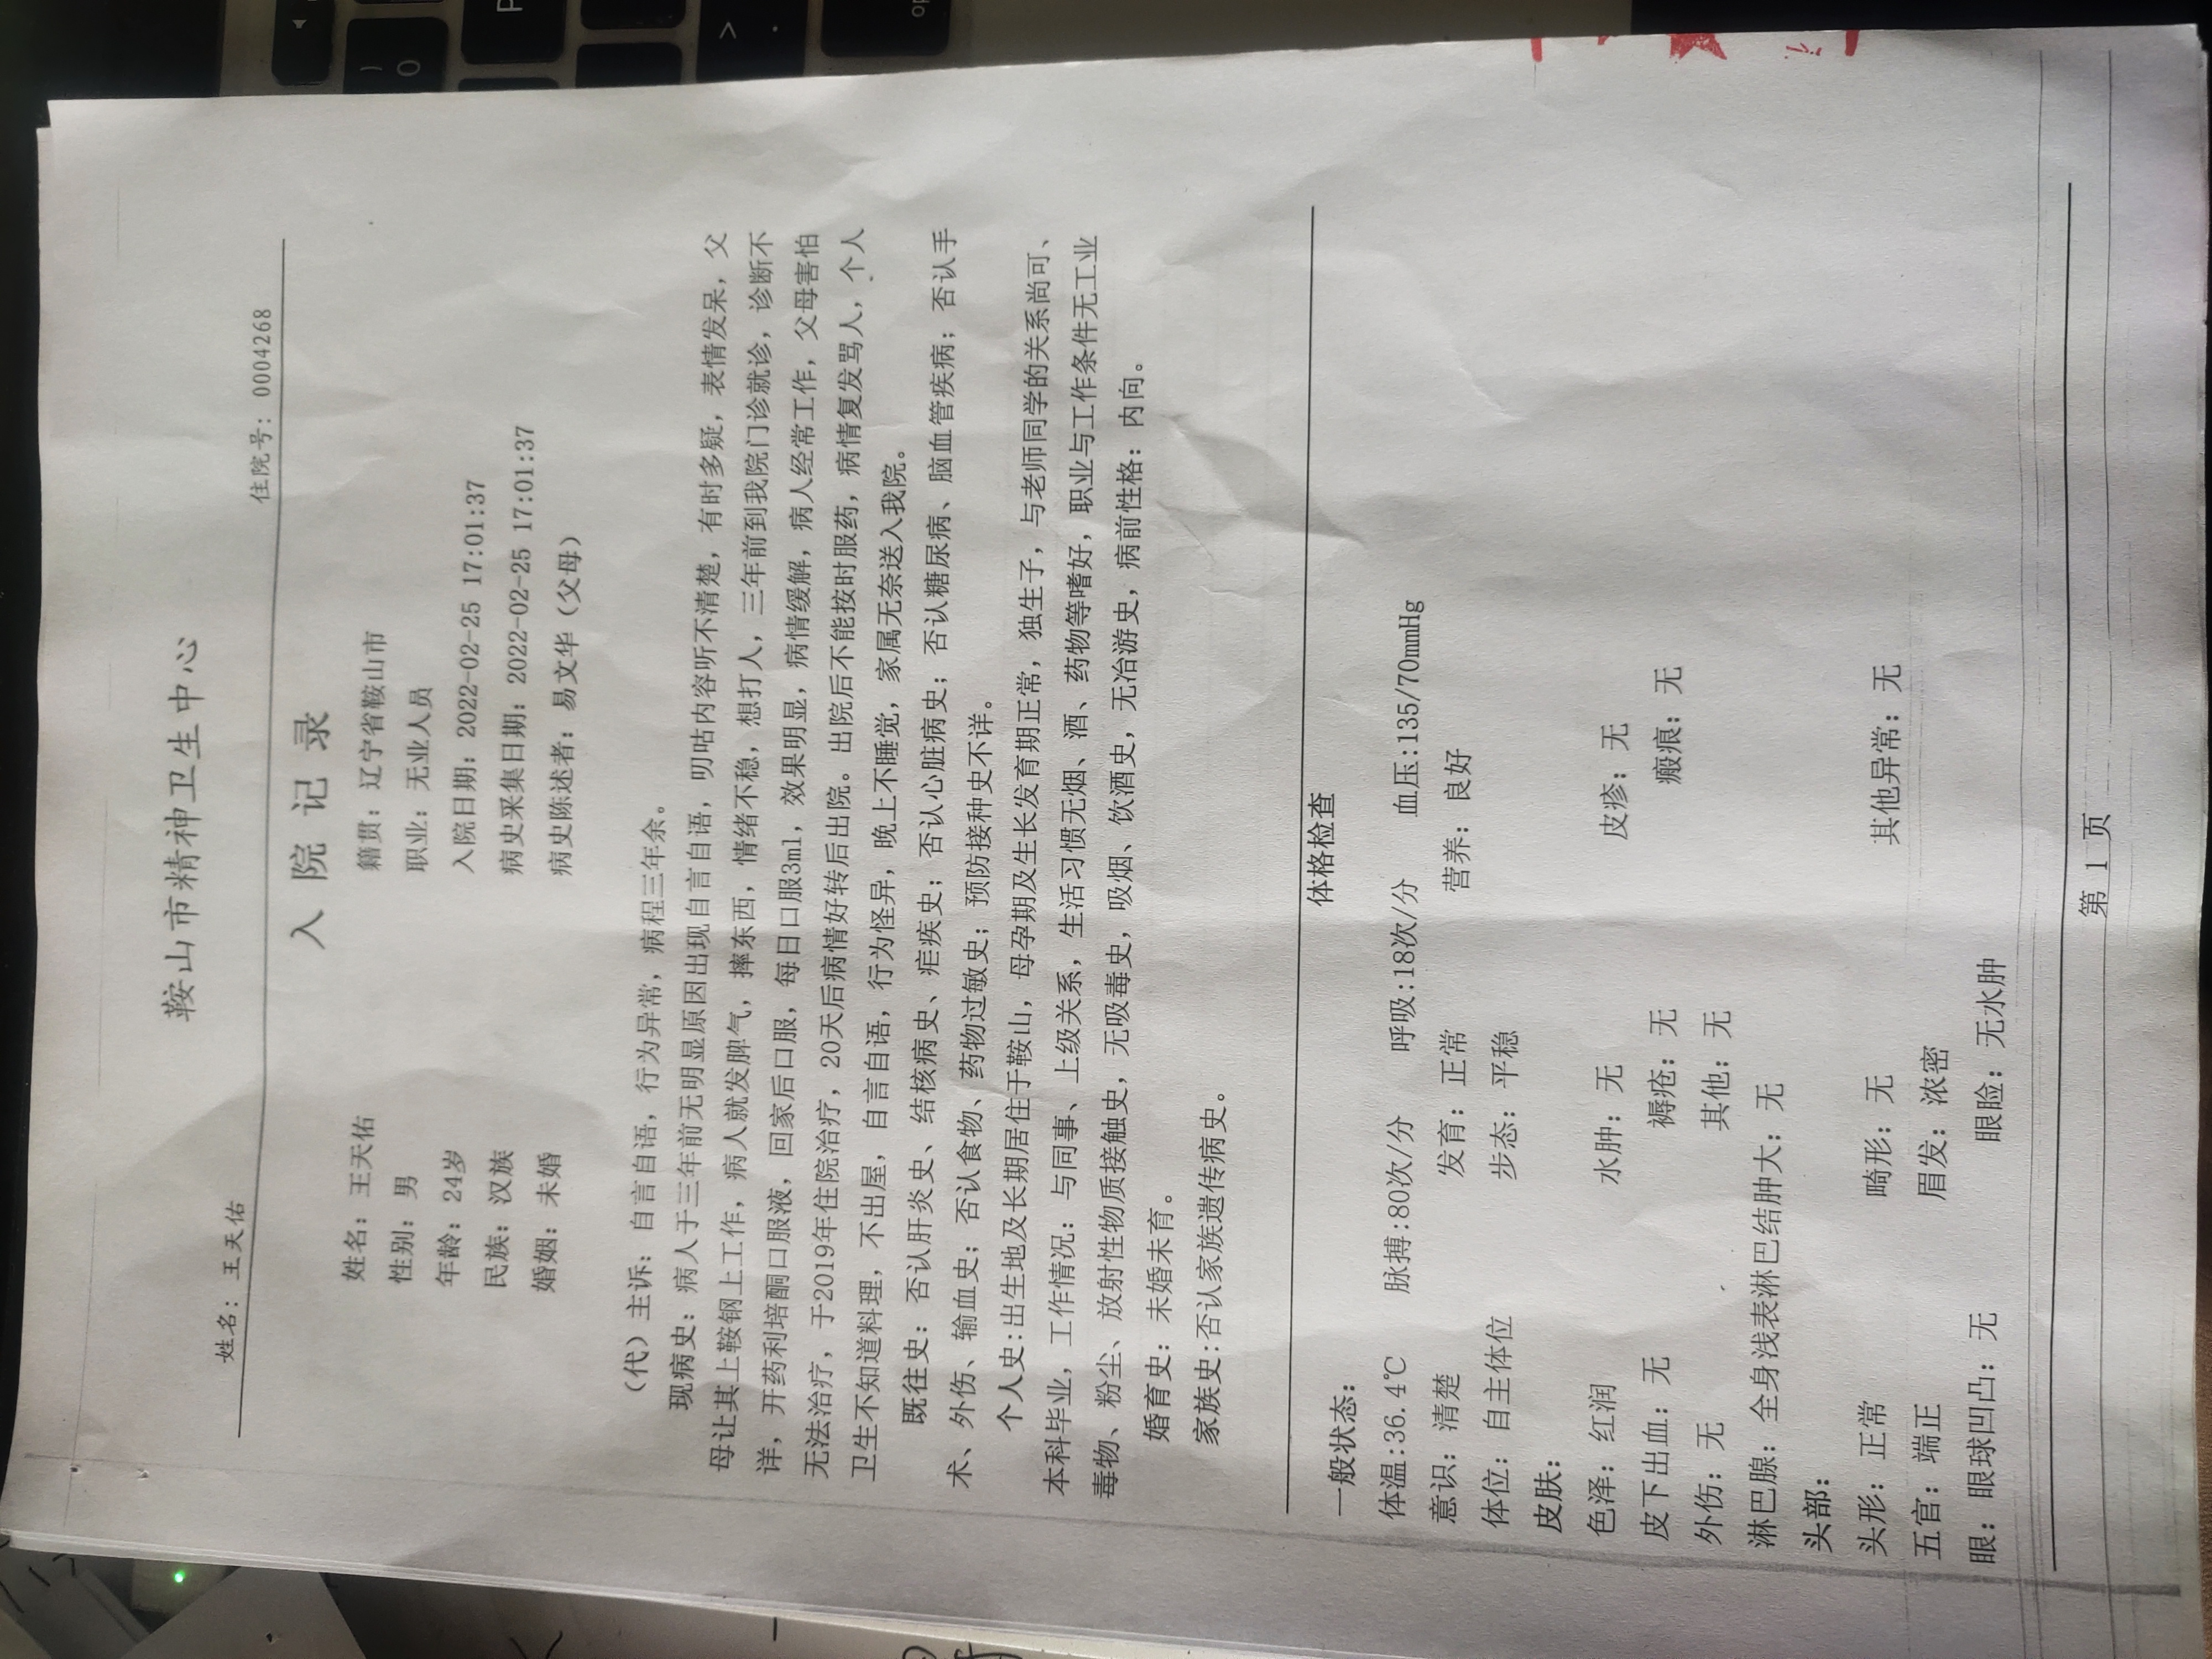 鞍山市精神卫生中心
姓名：王天佑 住院号：0004268
入院记录
姓名：王天佑 籍贯：辽宁省鞍山市
性别：男 职业：无业人员
年龄：24岁 入院日期：2022-02-25 17:01:37
民族：汉族 病史采集日期：2022-02-25 17:01:37
婚姻：未婚 病史陈述者：易文华（父母）
（代）主诉：自言自语，行为异常，病程三年余。
现病史：病人于三年前无明显原因出现自言自语，叨咕内容听不清楚，有时多疑，表情发呆，父
母让其上鞍钢上工作，病人就发脾气，摔东西，情绪不稳，想打人，三年前到我院门诊就诊，诊断不
详，开药利培酮口服液，回家后口服，每日口服3ml，效果明显，病情缓解，病人经常工作，父母害怕
无法治疗，于2019年住院治疗，20天后病情好转后出院。出院后不能按时服药，病情复发骂人，个人
卫生不知道料理，不出屋，自言自语，行为怪异，晚上不睡觉，家属无奈送入我院。
既往史：否认肝炎史、结核病史、疟疾史；否认心脏病史；否认糖尿病、脑血管疾病；否认手
术、外伤、输血史；否认食物、药物过敏史；预防接种史不详。
个人史:出生地及长期居住于鞍山，母孕期及生长发育期正常，独生子，与老师同学的关系尚可、
本科毕业，工作情况：与同事、上级关系，生活习惯无烟、酒、药物等嗜好，职业与工作条件无工业
毒物、粉尘、放射性物质接触史，无吸毒史，吸烟、饮酒史，无冶游史，病前性格：内向。
婚育史：未婚未育。
家族史:否认家族遗传病史。
体格检查
一般状态：
体温:36.4℃ 脉搏:80次/分 呼吸:18次/分 血压:135/70mmHg
意识：清楚 发育：正常 营养：良好
体位：自主体位 步态：平稳
皮肤：
色泽：红润 水肿：无 皮疹：无
皮下出血：无 褥疮：无 瘢痕：无
外伤：无 其他：无
淋巴腺：全身浅表淋巴结肿大：无
头部：
头形：正常 畸形：无 其他异常：无
五官：端正 眉发：浓密
眼：眼球凹凸：无 眼睑：无水肿
第 1 页